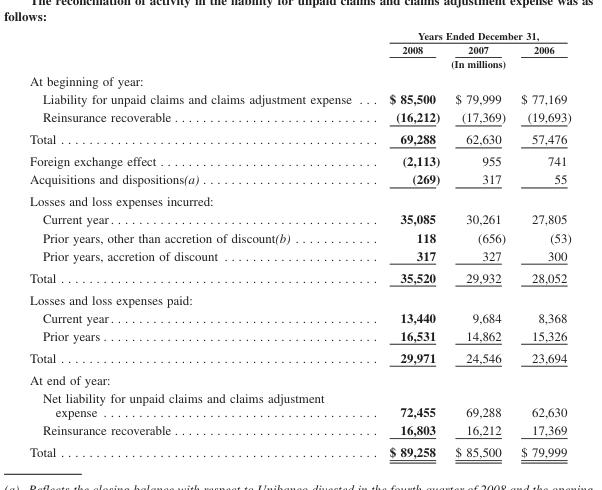 The reconciliation of activity in the liability for unpaid claims and claims adjustment expense was as
follows:
Years Ended December 31,
2008 2007 2006
(In millions)
At beginning of year:
Liability for unpaid claims and claims adjustment expense . . . $ 85,500 $ 79,999 $ 77,169
Reinsurance recoverable . . . . . . . . . . . . . . . . . . . . . . . . . . . . . (16,212) (17,369) (19,693)
Total . . . . . . . . . . . . . . . . . . . . . . . . . . . . . . . . . . . . . . . . . . . . . 69,288 62,630 57,476
Foreign exchange effect . . . . . . . . . . . . . . . . . . . . . . . . . . . . . . . (2,113) 955 741
Acquisitions and dispositions(a) . . . . . . . . . . . . . . . . . . . . . . . . . (269) 317 55
Losses and loss expenses incurred:
Current year . . . . . . . . . . . . . . . . . . . . . . . . . . . . . . . . . . . . . . 35,085 30,261 27,805
Prior years, other than accretion of discount(b) . . . . . . . . . . . . 118 (656) (53)
Prior years, accretion of discount . . . . . . . . . . . . . . . . . . . . . . 317 327 300
Total . . . . . . . . . . . . . . . . . . . . . . . . . . . . . . . . . . . . . . . . . . . . . 35,520 29,932 28,052
Losses and loss expenses paid:
Current year . . . . . . . . . . . . . . . . . . . . . . . . . . . . . . . . . . . . . . 13,440 9,684 8,368
Prior years . . . . . . . . . . . . . . . . . . . . . . . . . . . . . . . . . . . . . . . 16,531 14,862 15,326
Total . . . . . . . . . . . . . . . . . . . . . . . . . . . . . . . . . . . . . . . . . . . . . 29,971 24,546 23,694
At end of year:
Net liability for unpaid claims and claims adjustment
expense . . . . . . . . . . . . . . . . . . . . . . . . . . . . . . . . . . . . . . . 72,455 69,288 62,630
Reinsurance recoverable . . . . . . . . . . . . . . . . . . . . . . . . . . . . . 16,803 16,212 17,369
Total . . . . . . . . . . . . . . . . . . . . . . . . . . . . . . . . . . . . . . . . . . . . . $ 89,258 $ 85,500 $ 79,999
(a) Reflects the closing balance with respect to Unibanco divested in the fourth quarter of 2008 and the opening